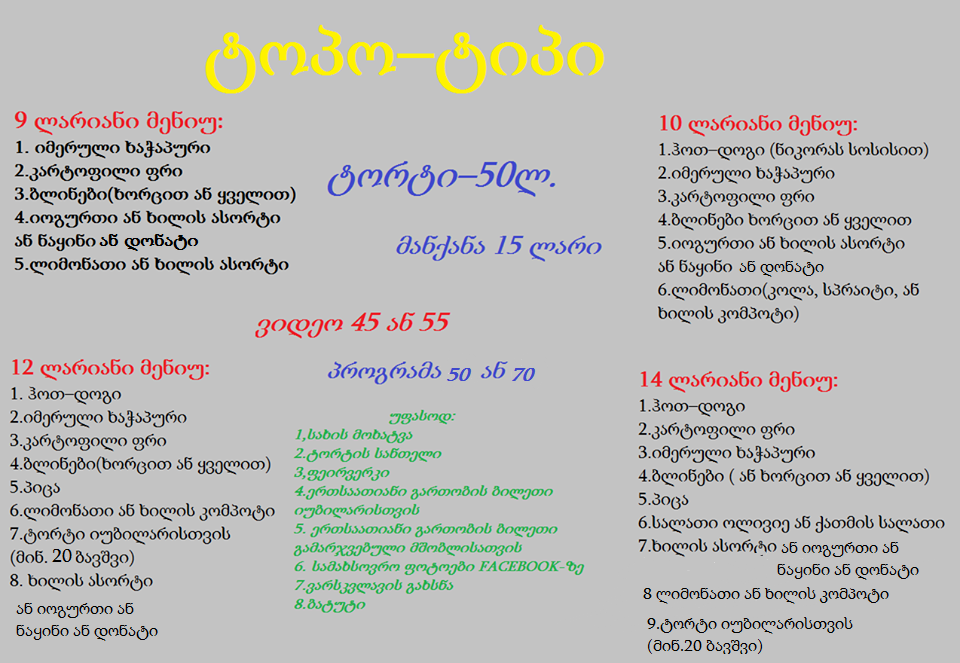 ტოპო–ტიპი
9 ლარიანი მენიუ:
1. იმერული ხაჭაპური
2.კარტოფილი ფრი
3.ბლინები(ხორცით ან ყველით)
4.იოგურთი ან ხილის ასორტი
ან ნაყინი ან დონატი
5.ლიმონათი ან ხილის ასორტი
ტორტი–50ლ.
მანქანა 15 ლარი
ვიდეო 45 ან 55
პროგრამა 50 ან 70
10 ლარიანი მენიუ:
1.ჰოთ–დოგი (ნიკორას სოსისით)
2.იმერული ხაჭაპური
3.კარტოფილი ფრი
4.ბლინები ხორცით ან ყველით
5.იოგურთი ან ხილის ასორტი
ან ნაყინი ან დონატი
6.ლიმონათი(კოლა, სპრაიტი, ან
ხილის კომპოტი)
12 ლარიანი მენიუ:
1. ჰოთ–დოგი
2.იმერული ხაჭაპური
3.კარტოფილი ფრი
4.ბლინები(ხორცით ან ყველით)
5.პიცა
6.ლიმონათი ან ხილის კომპოტი
7.ტორტი იუბილარისთვის
(მინ. 20 ბავშვი)
8. ხილის ასორტი
ან იოგურთი ან
ნაყინი ან დონატი
უფასოდ:
1,სახის მოხატვა
2.ტორტის სანთელი
3,ფეირვერკი
4.ერთსაათიანი გართობის ბილეთი
იუბილარისთვის
5. ერთსაათიანი გართობის ბილეთი
გამარჯვებული მშობლისათვის
6. სამახსოვრო ფოტოები FACEBOOK-ზე
7.ვარსკვლავის გახსნა
8.ბატუტი
14 ლარიანი მენიუ:
1.ჰოთ–დოგი
2.კარტოფილი ფრი
3.იმერული ხაჭაპური
4.ბლინები ( ან ხორცით ან ყველით)
5.პიცა
6.სალათი ოლივიე ან ქათმის სალათი
7.ხილის ასორტი ან იოგურთი ან
ნაყინი ან დონატი
8 ლიმონათი ან ხილის კომპოტი
9.ტორტი იუბილარისთვის
(მინ.20 ბავშვი)